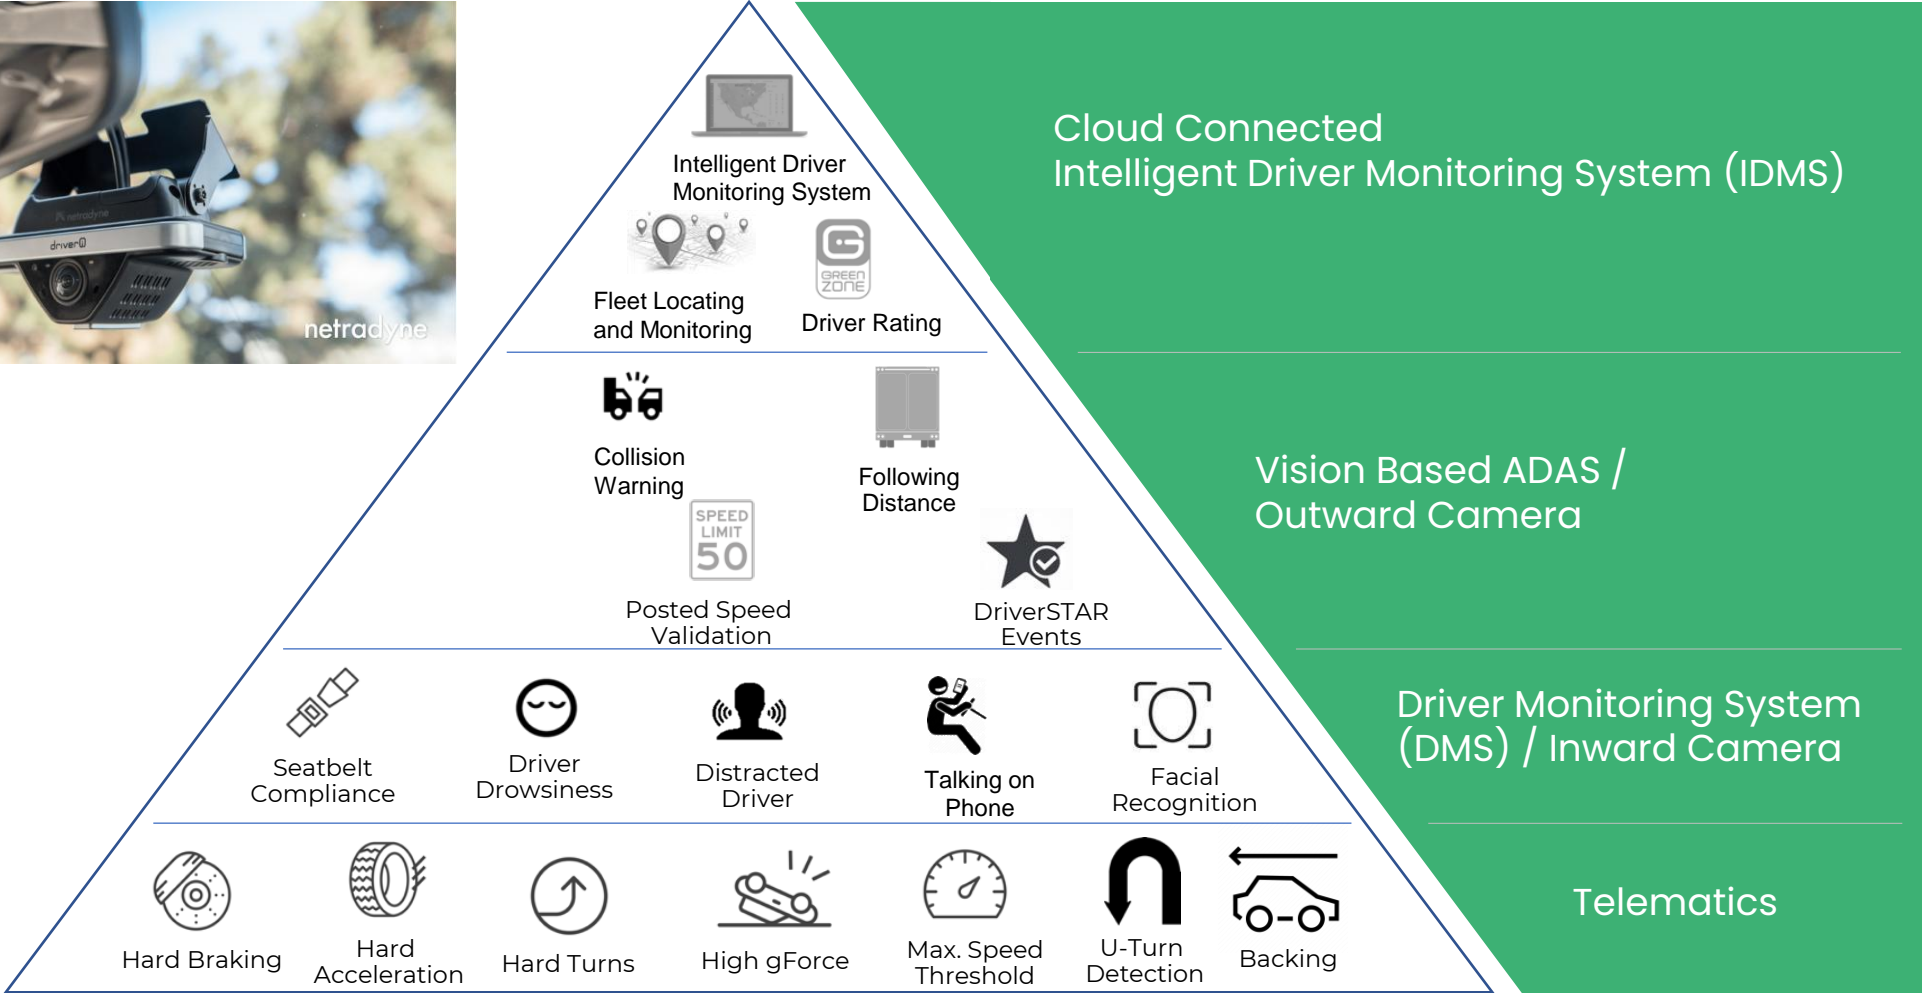 netradyne
driveri
netradyne
Intelligent Driver
Monitoring System
GREEN
ZONE
Fleet Locating
and Monitoring
Driver Rating
Cloud Connected
Intelligent Driver Monitoring System (IDMS)
Collision
Warning
Following
Distance
SPEED
LIMIT
50
Posted Speed
Validation
DriverSTAR
Events
Vision Based ADAS /
Outward Camera
Seatbelt
Compliance
Driver
Drowsiness
Distracted
Driver
Talking on
Phone
Facial
Recognition
Driver Monitoring System
(DMS) / Inward Camera
Hard Braking
Hard
Acceleration
Hard Turns
High gForce
Max. Speed
Threshold
U-Turn
Detection
Backing
Telematics